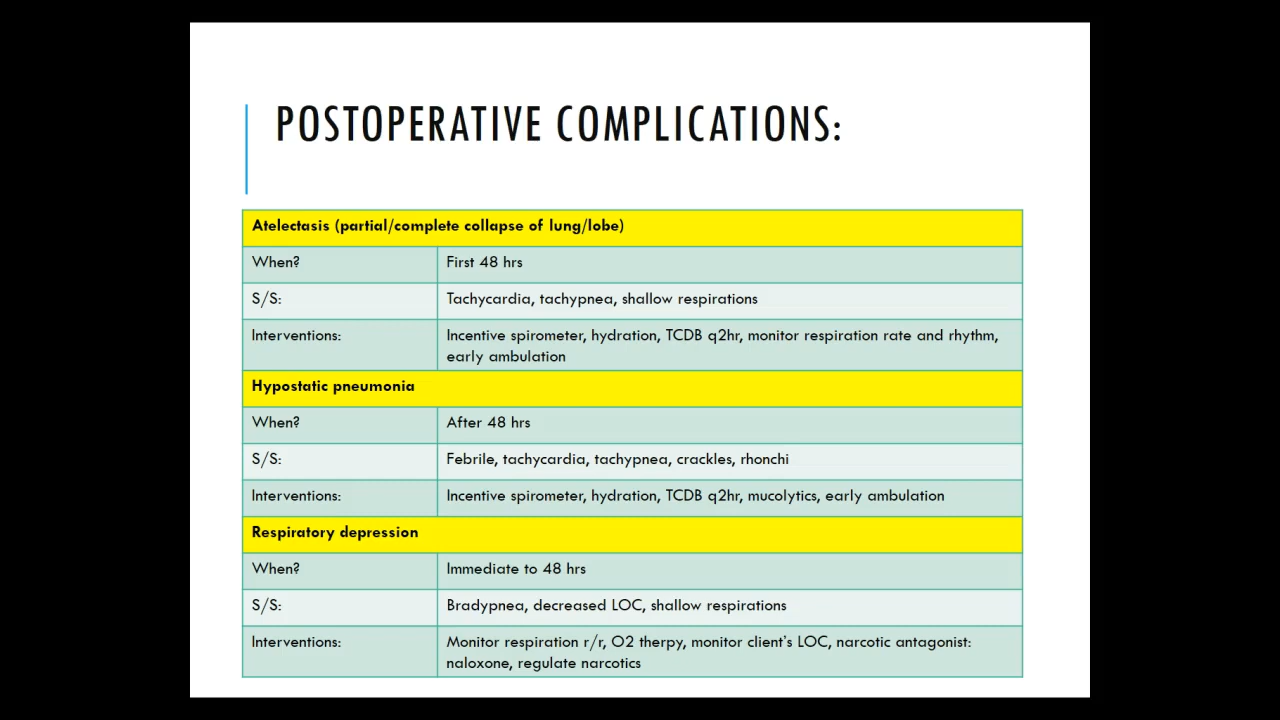 POSTOPERATIVE COMPLICATIONS:
Atelectasis (partial/complete collapse of lung/lobe)
When? First 48 hrs
S/S: Tachycardia, tachypnea, shallow respirations
Interventions: Incentive spirometer, hydration, TCDB q2hr, monitor respiration rate and rhythm,
early ambulation
Hypostatic pneumonia
When? After 48 hrs
S/S: Febrile, tachycardia, tachypnea, crackles, rhonchi
Interventions: Incentive spirometer, hydration, TCDB q2hr, mucolytics, early ambulation
Respiratory depression
When? Immediate to 48 hrs
S/S: Bradypnea, decreased LOC, shallow respirations
Interventions: Monitor respiration r/r, O2 therpy, monitor client's LOC, narcotic antagonist:
naloxone, regulate narcotics